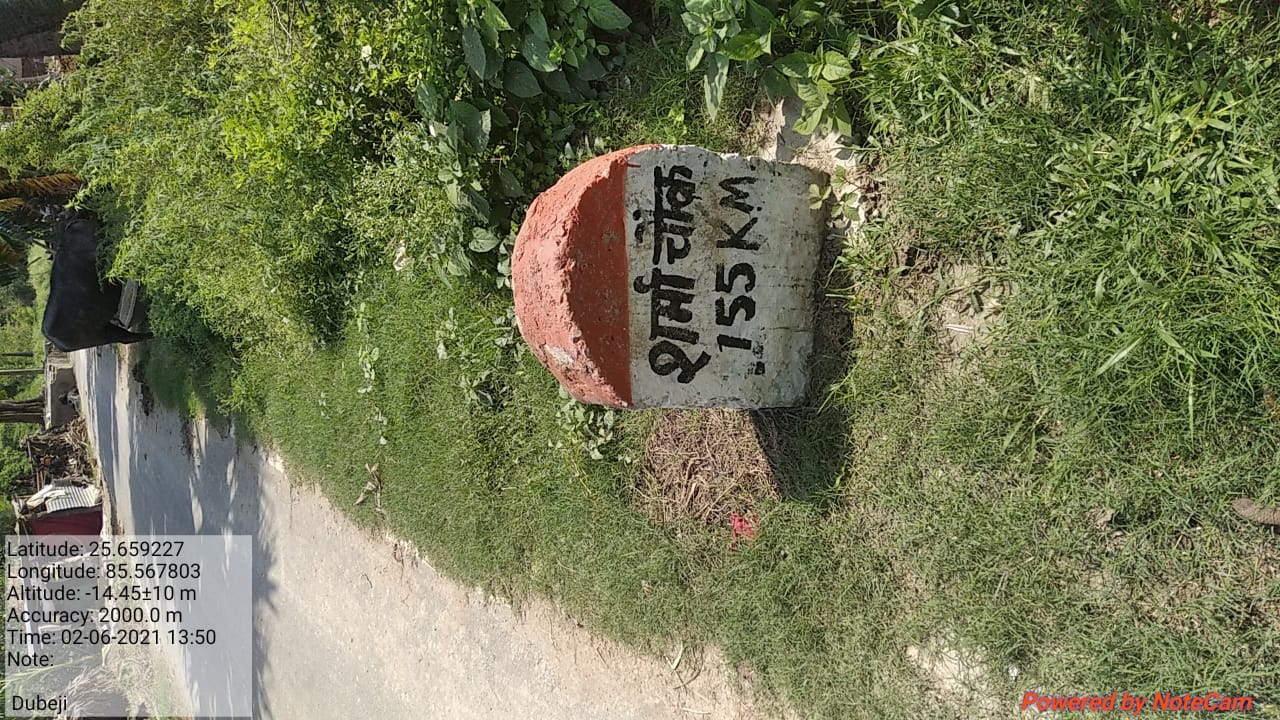 शर्मा चौक
155 KM
Latitude: 25.659227
Longitude: 85.567803
Altitude: -14.45±10 m
Accuracy: 2000.0 m
Time: 02-06-2021 13:50
Note:
Dubeji
Powered by NoteCam